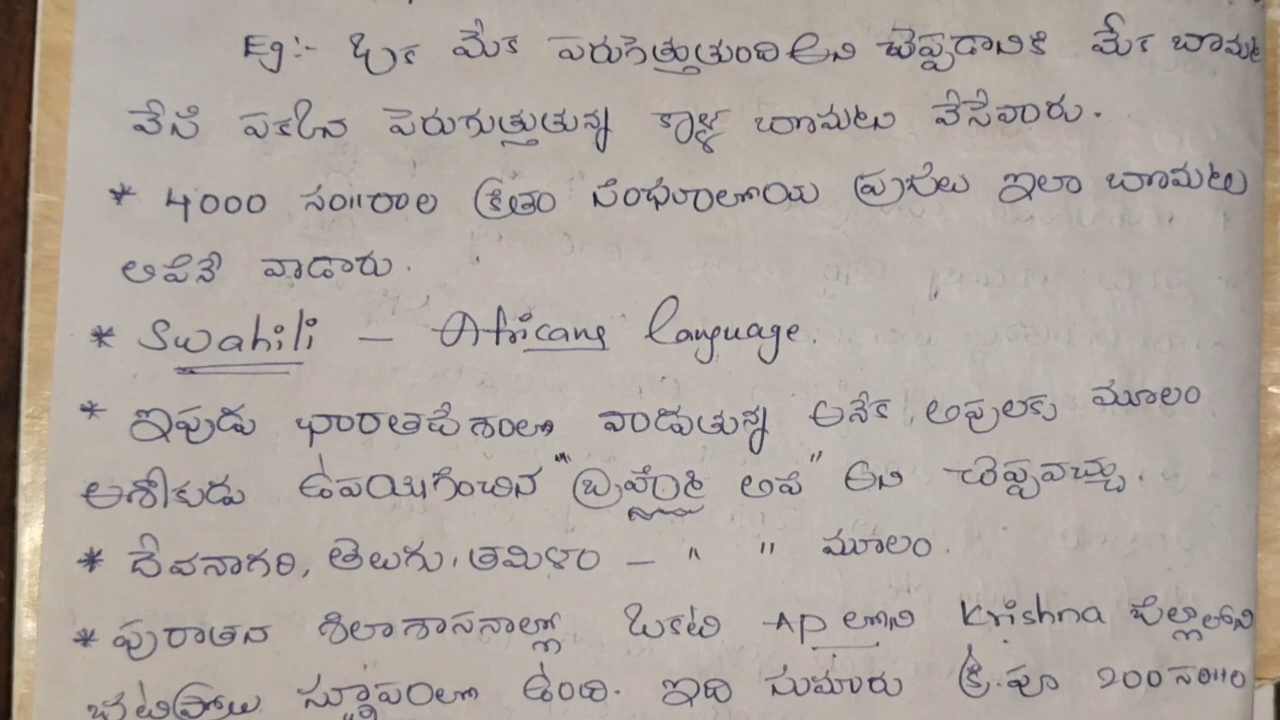 Eg:- ఒక మేక పరుగెత్తుతుంది అని చెప్పడానికి మేక బొమ్మ
వేసి పక్కన పెరుగుత్తుతున్న కాళ్ళ బొమ్మలు వేసేవారు.
* 4000 సం॥రాల క్రితం సింధులోయ ప్రజలు ఇలా బొమ్మలు
లిపినే వాడారు.
* Swahili - Africans language.
* ఇపుడు భారతదేశంలో వాడుతున్న అనేక లిపులకు మూలం
అశోకుడు ఉపయోగించిన "బ్రాహ్మి లిపి" అని చెప్పవచ్చు.
* దేవనాగరి, తెలుగు, తమిళం - " " మూలం.
* పురాతన శిలాశాసనాల్లో ఒకటి AP లోని Krishna జిల్లాలోని
భట్టిప్రోలు స్థూపంలో ఉంది. ఇది సుమారు క్రీ.పూ 200 సం॥